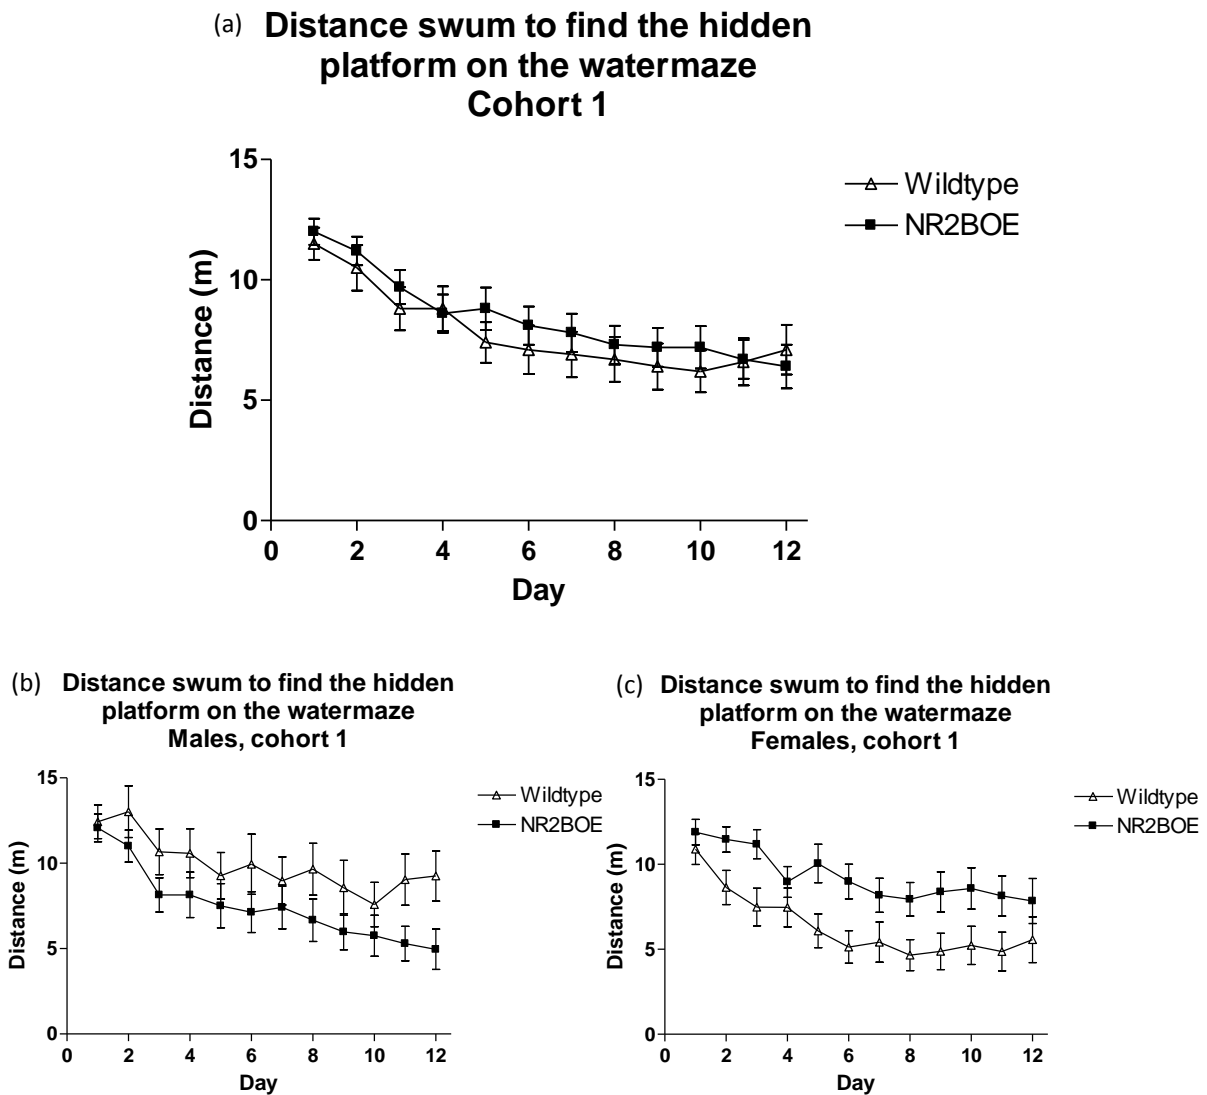 (a) Distance swum to find the hidden
platform on the watermaze
Cohort 1
15
10
5
0
Distance (m)
0 2 4 6 8 10 12
Day
Wildtype
NR2BOE
(b) Distance swum to find the hidden
platform on the watermaze
Males, cohort 1
15
10
5
0
Distance (m)
0 2 4 6 8 10 12
Day
Wildtype
NR2BOE
(c) Distance swum to find the hidden
platform on the watermaze
Females, cohort 1
15
10
5
0
Distance (m)
0 2 4 6 8 10 12
Day
Wildtype
NR2BOE